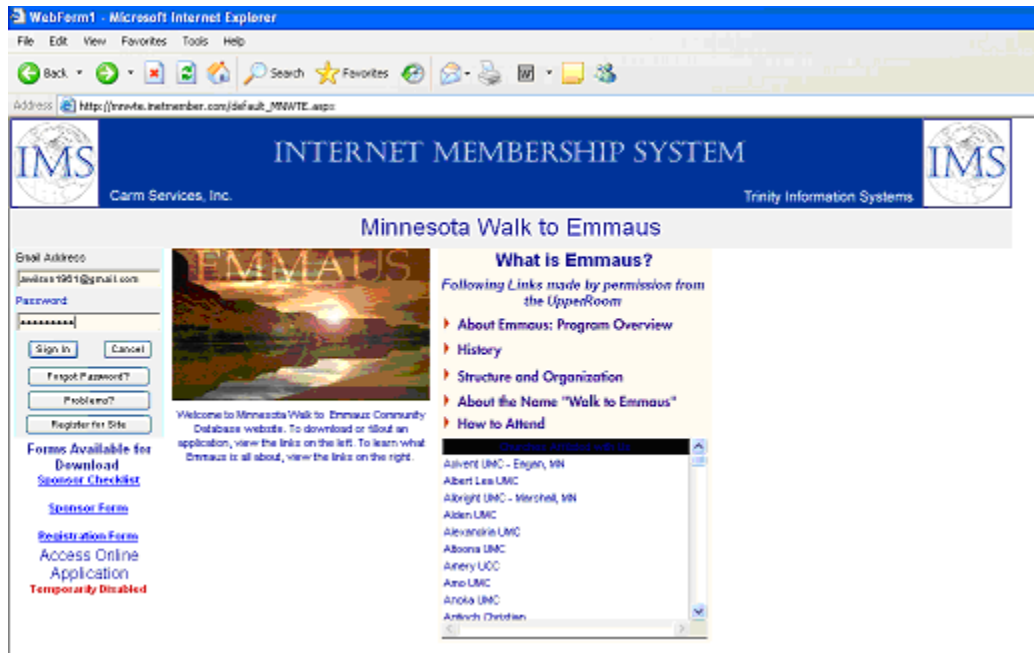 WebForm1 - Microsoft Internet Explorer
File Edit View Favorites Tools Help
Back Search Favorites
Address http://mnwte.inetmember.com/default_MNWTE.aspx
IMS
INTERNET MEMBERSHIP SYSTEM
IMS
Carm Services, Inc.
Trinity Information Systems
Minnesota Walk to Emmaus
Email Address
Password
Sign In Cancel
Forgot Password?
Problems?
Register for Site
Forms Available for
Download
Sponsor Checklist
Sponsor Form
Registration Form
Access Online
Application
Temporarily Disabled
EMMAUS
Welcome to Minnesota Walk to Emmaus Community
Database website. To download or fillout an
application, view the links on the left. To learn what
Emmaus is all about, view the links on the right.
What is Emmaus?
Following Links made by permission from
the UpperRoom
About Emmaus: Program Overview
History
Structure and Organization
About the Name "Walk to Emmaus"
How to Attend
Advent UMC - Eagan, MN
Albert Lea UMC
Albright UMC - Marshall, MN
Alden UMC
Alexandria UMC
Altoona UMC
Amery UCC
Amo UMC
Anoka UMC
Antioch Christian